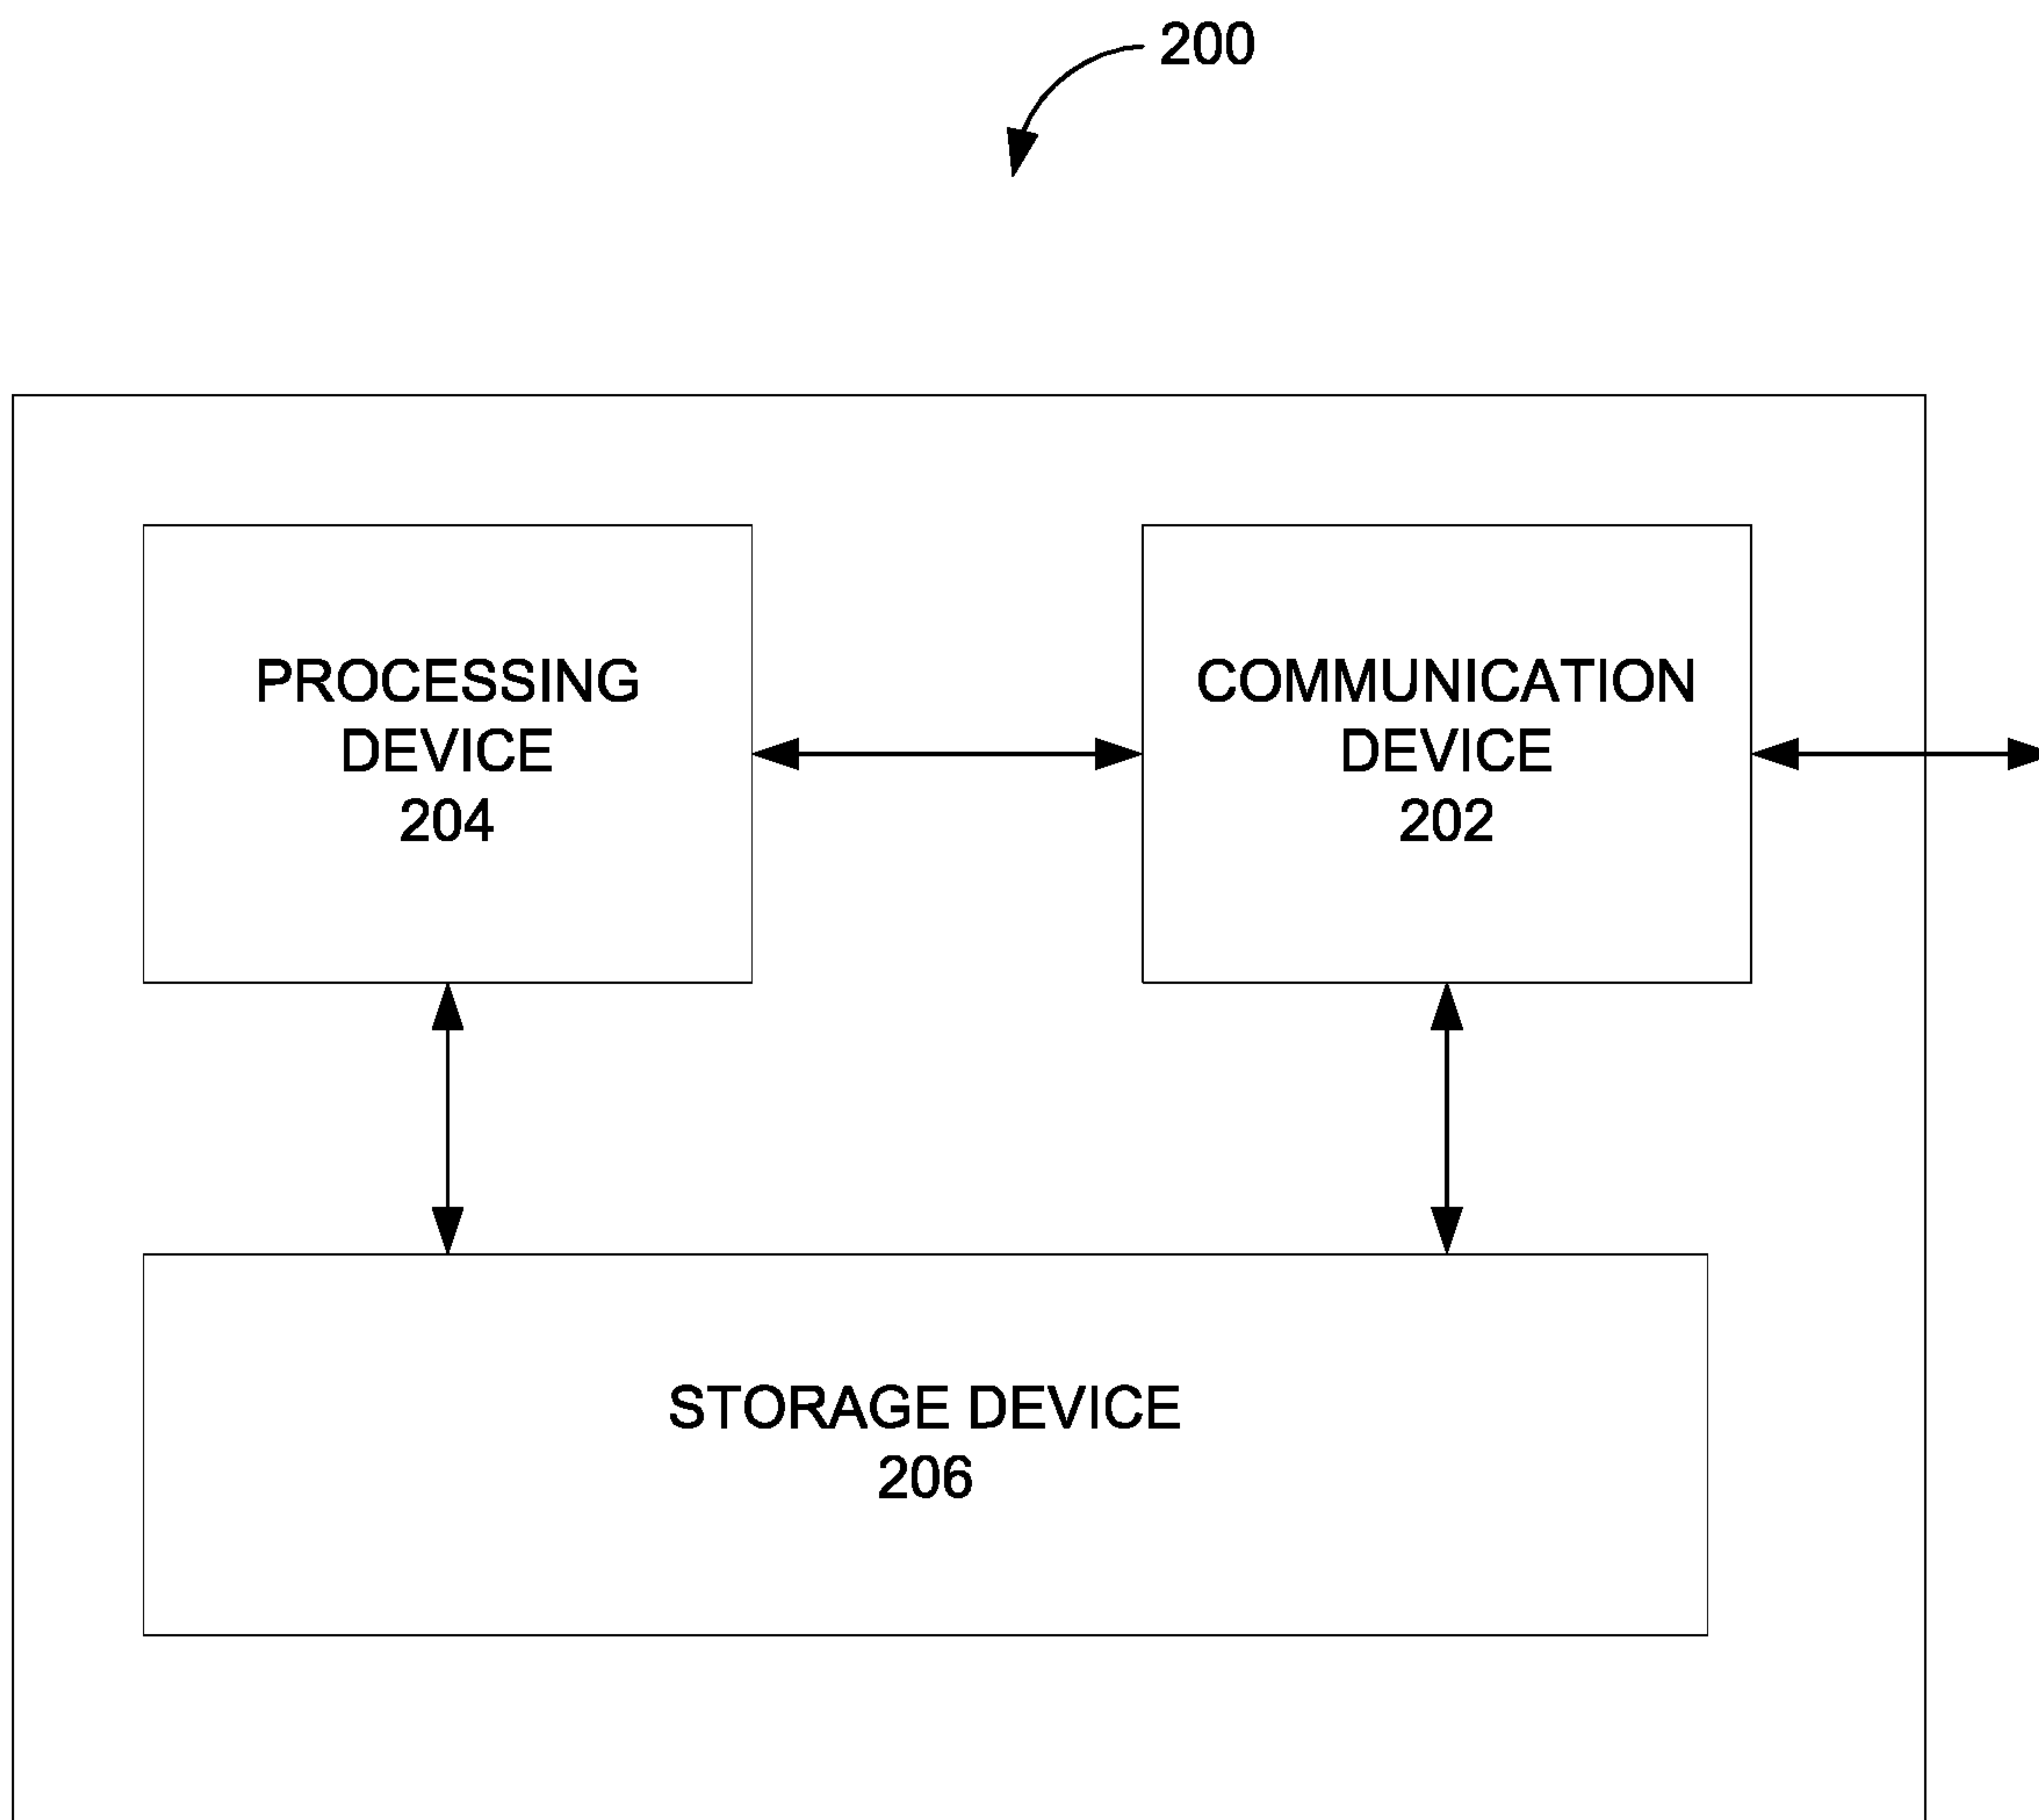 200
PROCESSING
DEVICE
204
COMMUNICATION
DEVICE
202
STORAGE DEVICE
206